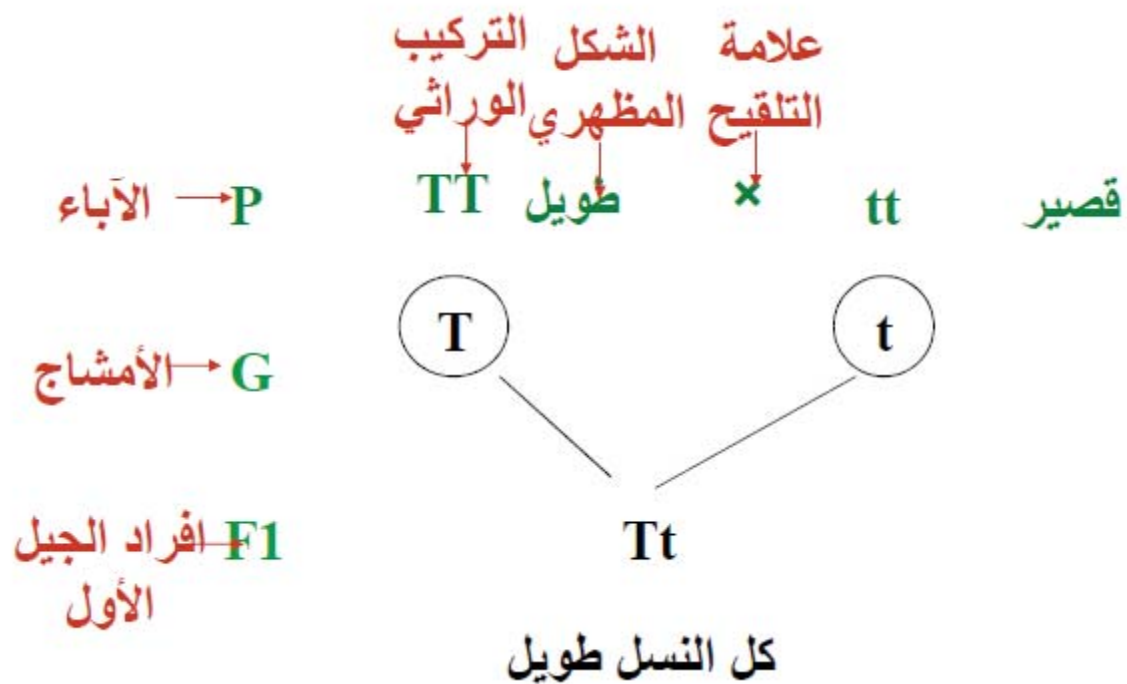 علامة الشكل التركيب
التلقيح المظهري الوراثي
الآباء P TT طويل × tt قصير
T t
الأمشاج G
افراد الجيل F1 Tt
الأول
كل النسل طويل